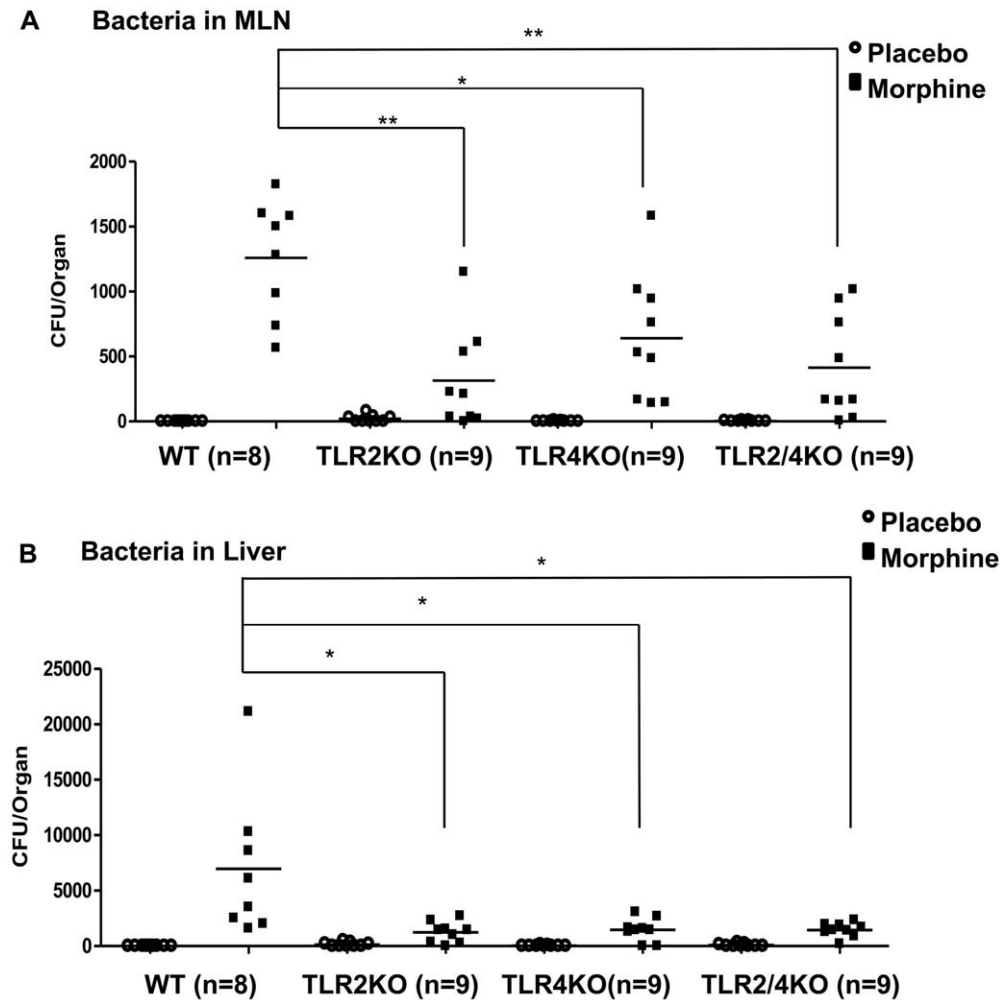 A Bacteria in MLN
**
Placebo
*
Morphine
**
2000
1500
1000
500
0
CFU/Organ
WT (n=8) TLR2KO (n=9) TLR4KO(n=9) TLR2/4KO (n=9)
Placebo
B Bacteria in Liver
Morphine
*
*
*
25000
20000
15000
10000
5000
0
CFU/Organ
WT (n=8) TLR2KO (n=9) TLR4KO(n=9) TLR2/4KO (n=9)